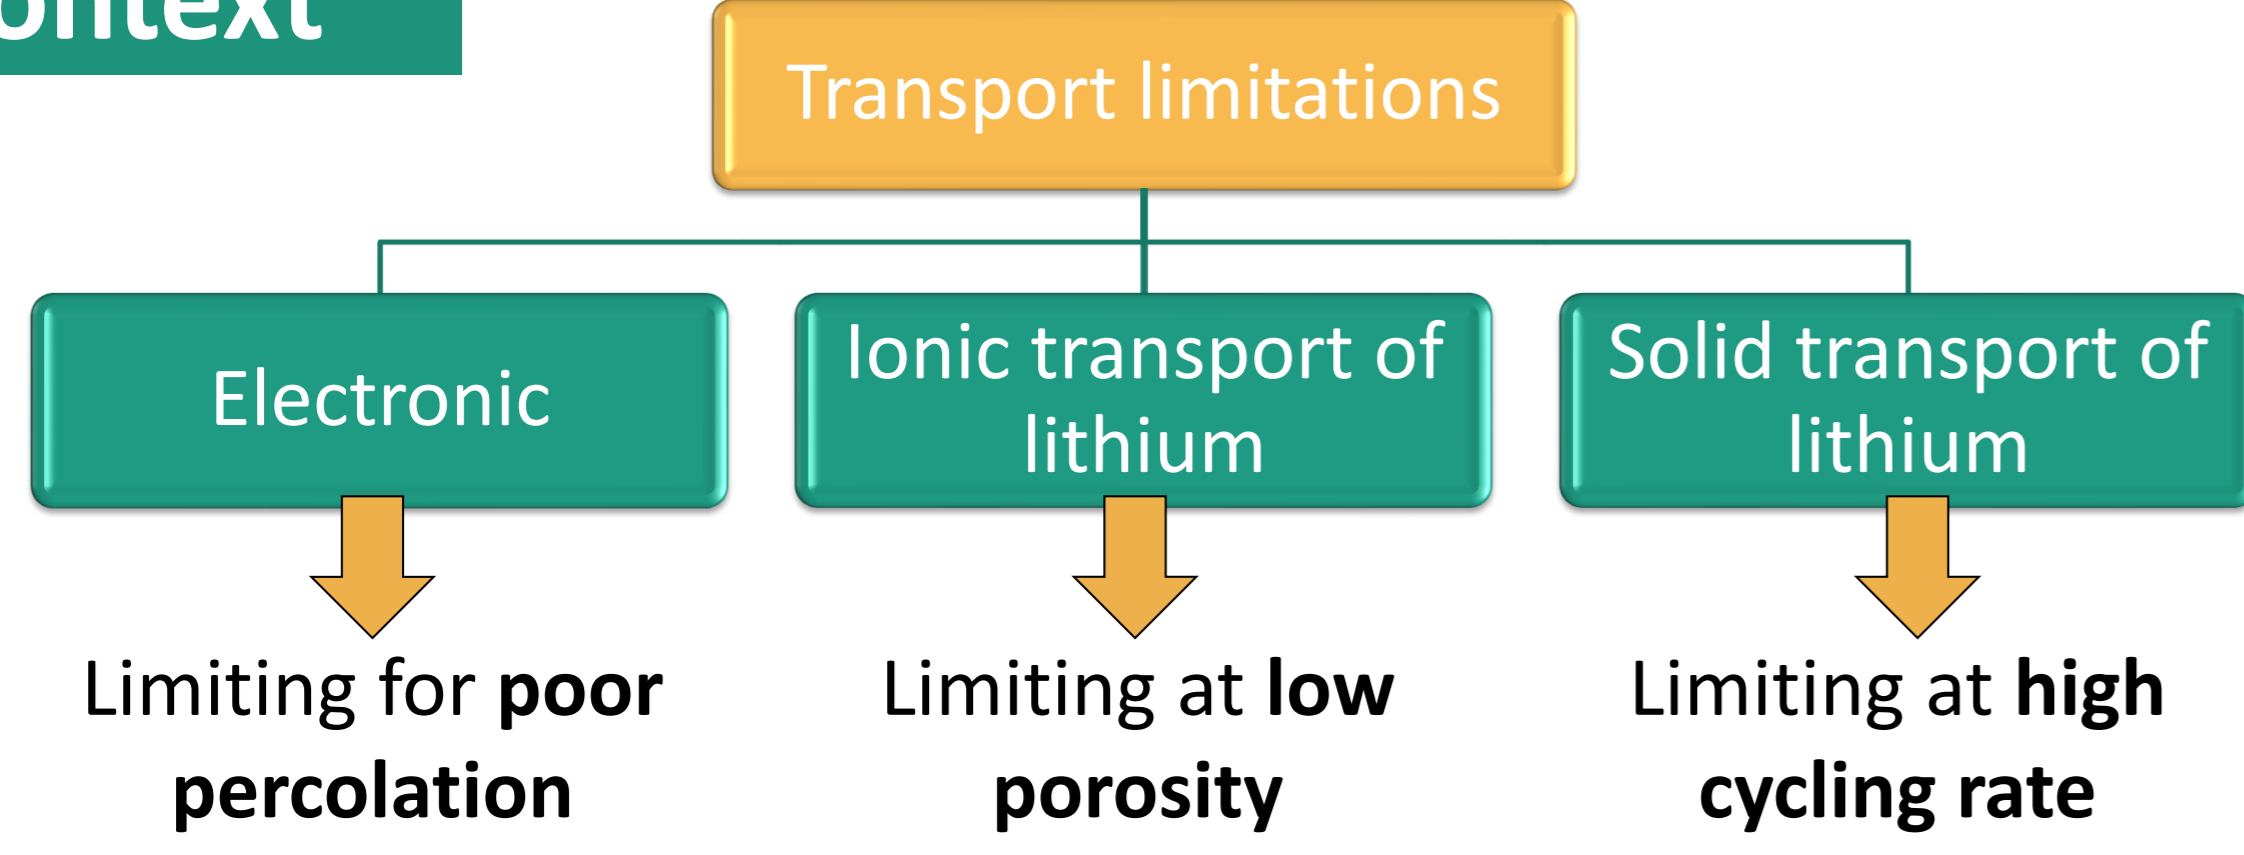 ontext
Transport limitations
Electronic
Ionic transport of
lithium
Solid transport of
lithium
Limiting for poor
percolation
Limiting at low
porosity
Limiting at high
cycling rate